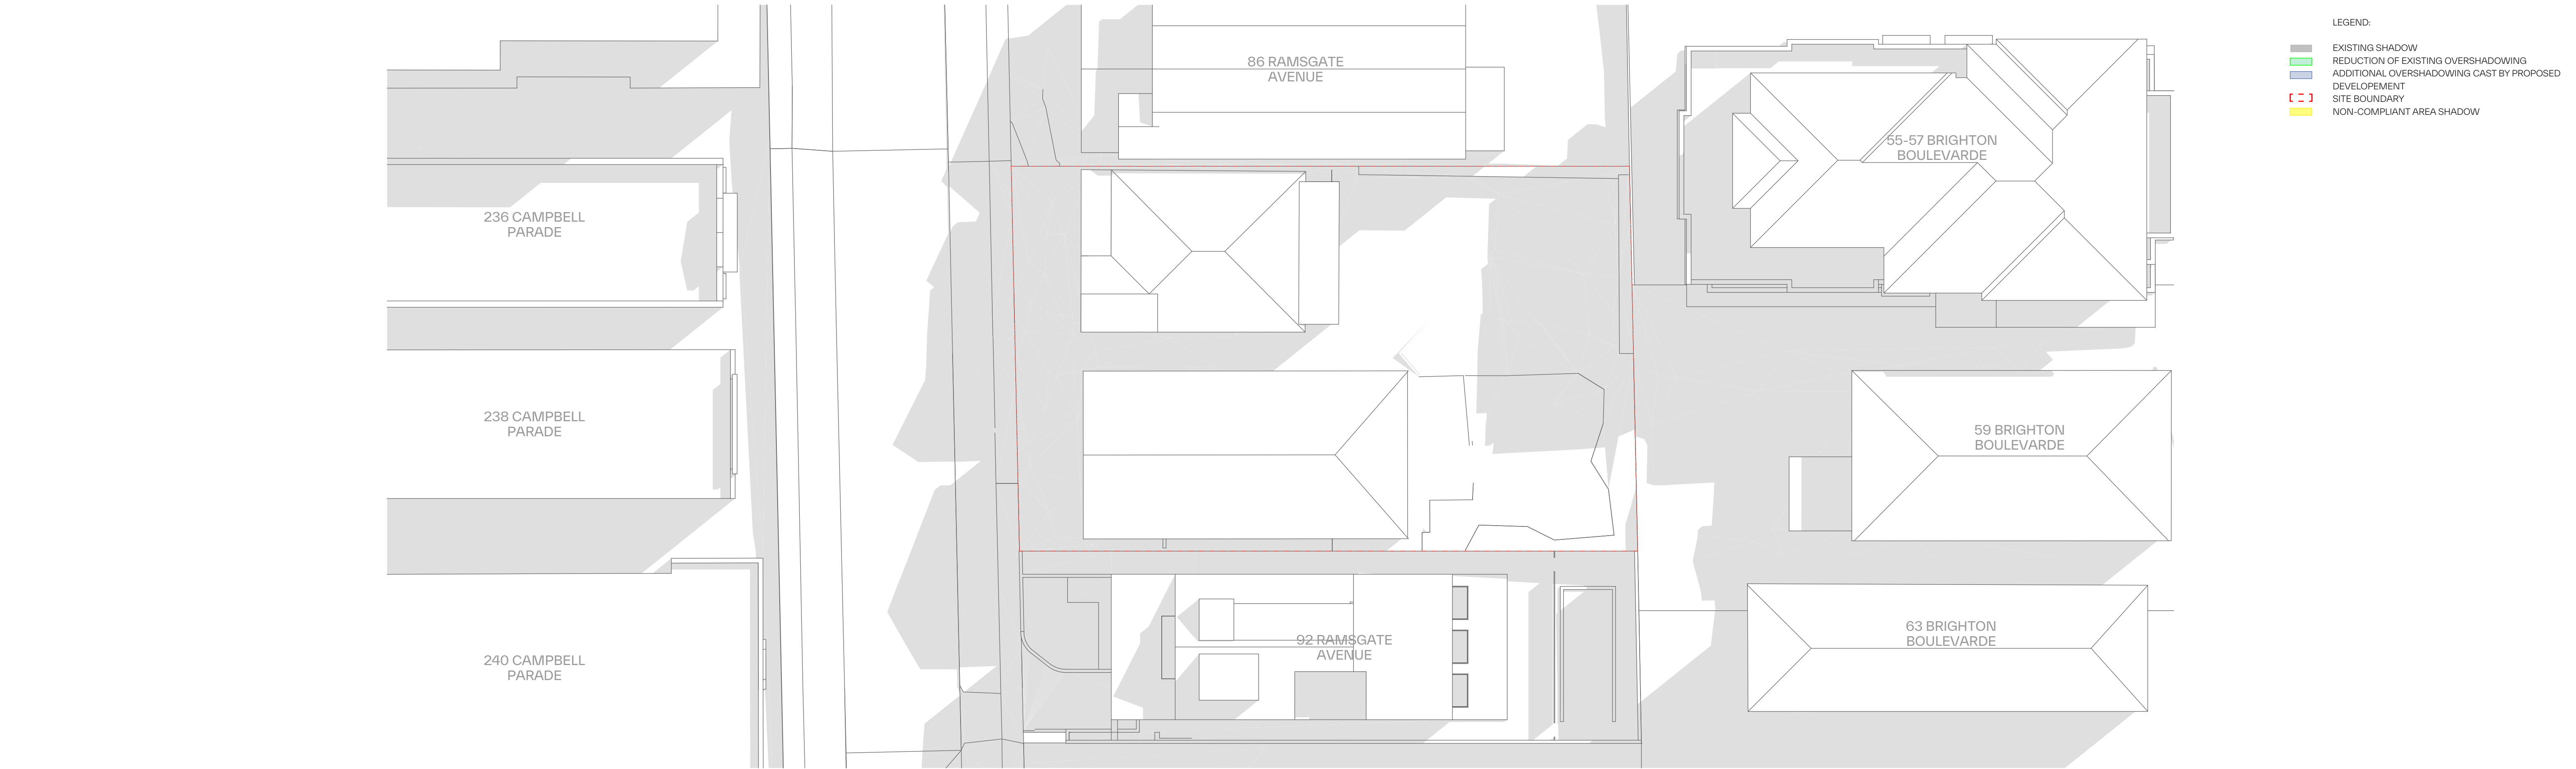 LEGEND:
EXISTING SHADOW
REDUCTION OF EXISTING OVERSHADOWING
ADDITIONAL OVERSHADOWING CAST BY PROPOSED
DEVELOPEMENT
SITE BOUNDARY
NON-COMPLIANT AREA SHADOW
86 RAMSGATE
AVENUE
55-57 BRIGHTON
BOULEVARDE
236 CAMPBELL
PARADE
238 CAMPBELL
PARADE
59 BRIGHTON
BOULEVARDE
240 CAMPBELL
PARADE
92 RAMSGATE
AVENUE
63 BRIGHTON
BOULEVARDE